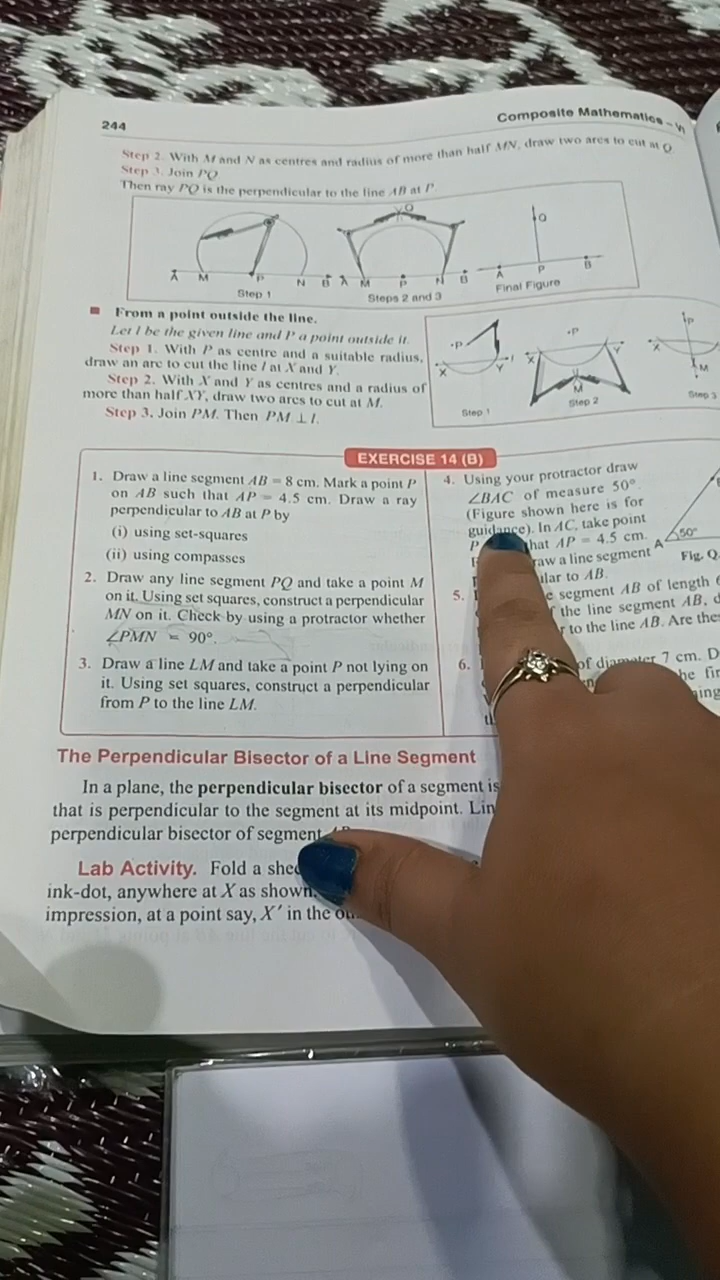 244
Composite Mathematics – VI
Step 2. With M and N as centres and radius of more than half MN, draw two arcs to cut at Q.
Step 3. Join PQ.
Then ray PQ is the perpendicular to the line AB at P.
A M P N B
Step 1
Q
A M P N B
Steps 2 and 3
Q
A P B
Final Figure
From a point outside the line.
Let l be the given line and P a point outside it.
Step 1. With P as centre and a suitable radius,
draw an arc to cut the line l at X and Y.
Step 2. With X and Y as centres and a radius of
more than half XY, draw two arcs to cut at M.
Step 3. Join PM. Then PM ⊥ l.
P
X Y l
Step 1
P
X Y
M
Step 2
P
X
M
Step 3
EXERCISE 14 (B)
1. Draw a line segment AB = 8 cm. Mark a point P
on AB such that AP = 4.5 cm. Draw a ray
perpendicular to AB at P by
(i) using set-squares
(ii) using compasses
2. Draw any line segment PQ and take a point M
on it. Using set squares, construct a perpendicular
MN on it. Check by using a protractor whether
∠PMN = 90°.
3. Draw a line LM and take a point P not lying on
it. Using set squares, construct a perpendicular
from P to the line LM.
4. Using your protractor draw
∠BAC of measure 50°.
(Figure shown here is for
guidance). In AC, take point
P that AP = 4.5 cm.
raw a line segment
lar to AB.
A 50°
Fig. Q.
5. e segment AB of length
the line segment AB,
to the line AB. Are
6. of diameter 7 cm.
The Perpendicular Bisector of a Line Segment
In a plane, the perpendicular bisector of a segment is
that is perpendicular to the segment at its midpoint.
perpendicular bisector of segment
Lab Activity. Fold a
ink-dot, anywhere at X as shown
impression, at a point say, X′ in the